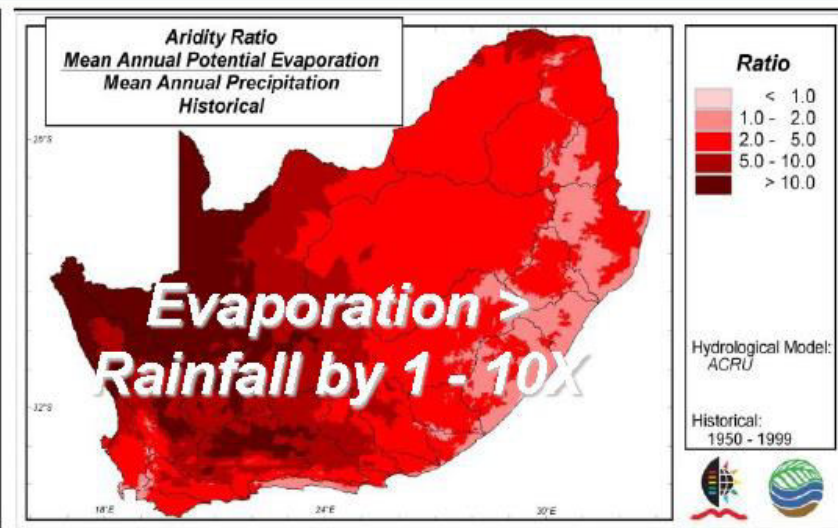 Aridity Ratio
Mean Annual Potential Evaporation
Mean Annual Precipitation
Historical
Ratio
< 1.0
1.0 - 2.0
2.0 - 5.0
5.0 - 10.0
> 10.0
Evaporation >
Rainfall by 1 - 10X
Hydrological Model:
ACRU
Historical:
1950 - 1999
32°S
18°E
24°E
30°E